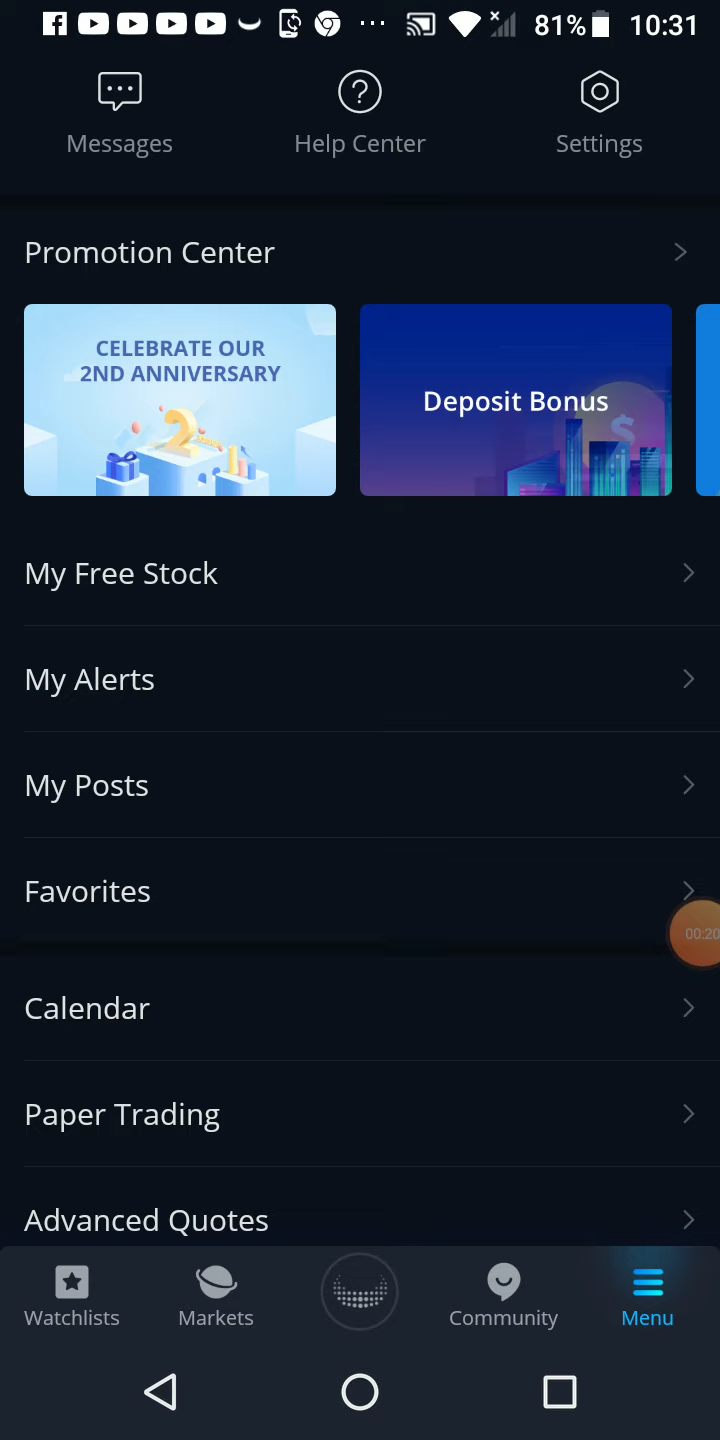 81% 10:31
Messages Help Center Settings
Promotion Center
CELEBRATE OUR
2ND ANNIVERSARY
Deposit Bonus
My Free Stock
My Alerts
My Posts
Favorites
00:20
Calendar
Paper Trading
Advanced Quotes
Watchlists Markets Community Menu